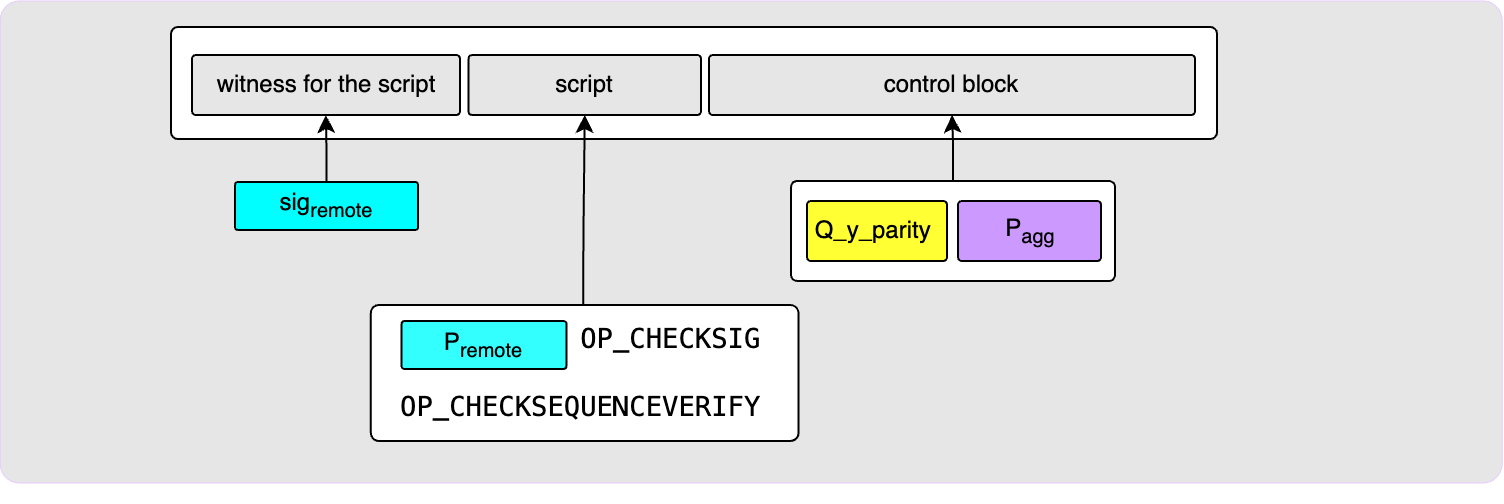 witness for the script
script
control block
sigremote
Q_y_parity
Pagg
Premote OP_CHECKSIG
OP_CHECKSEQUENCEVERIFY